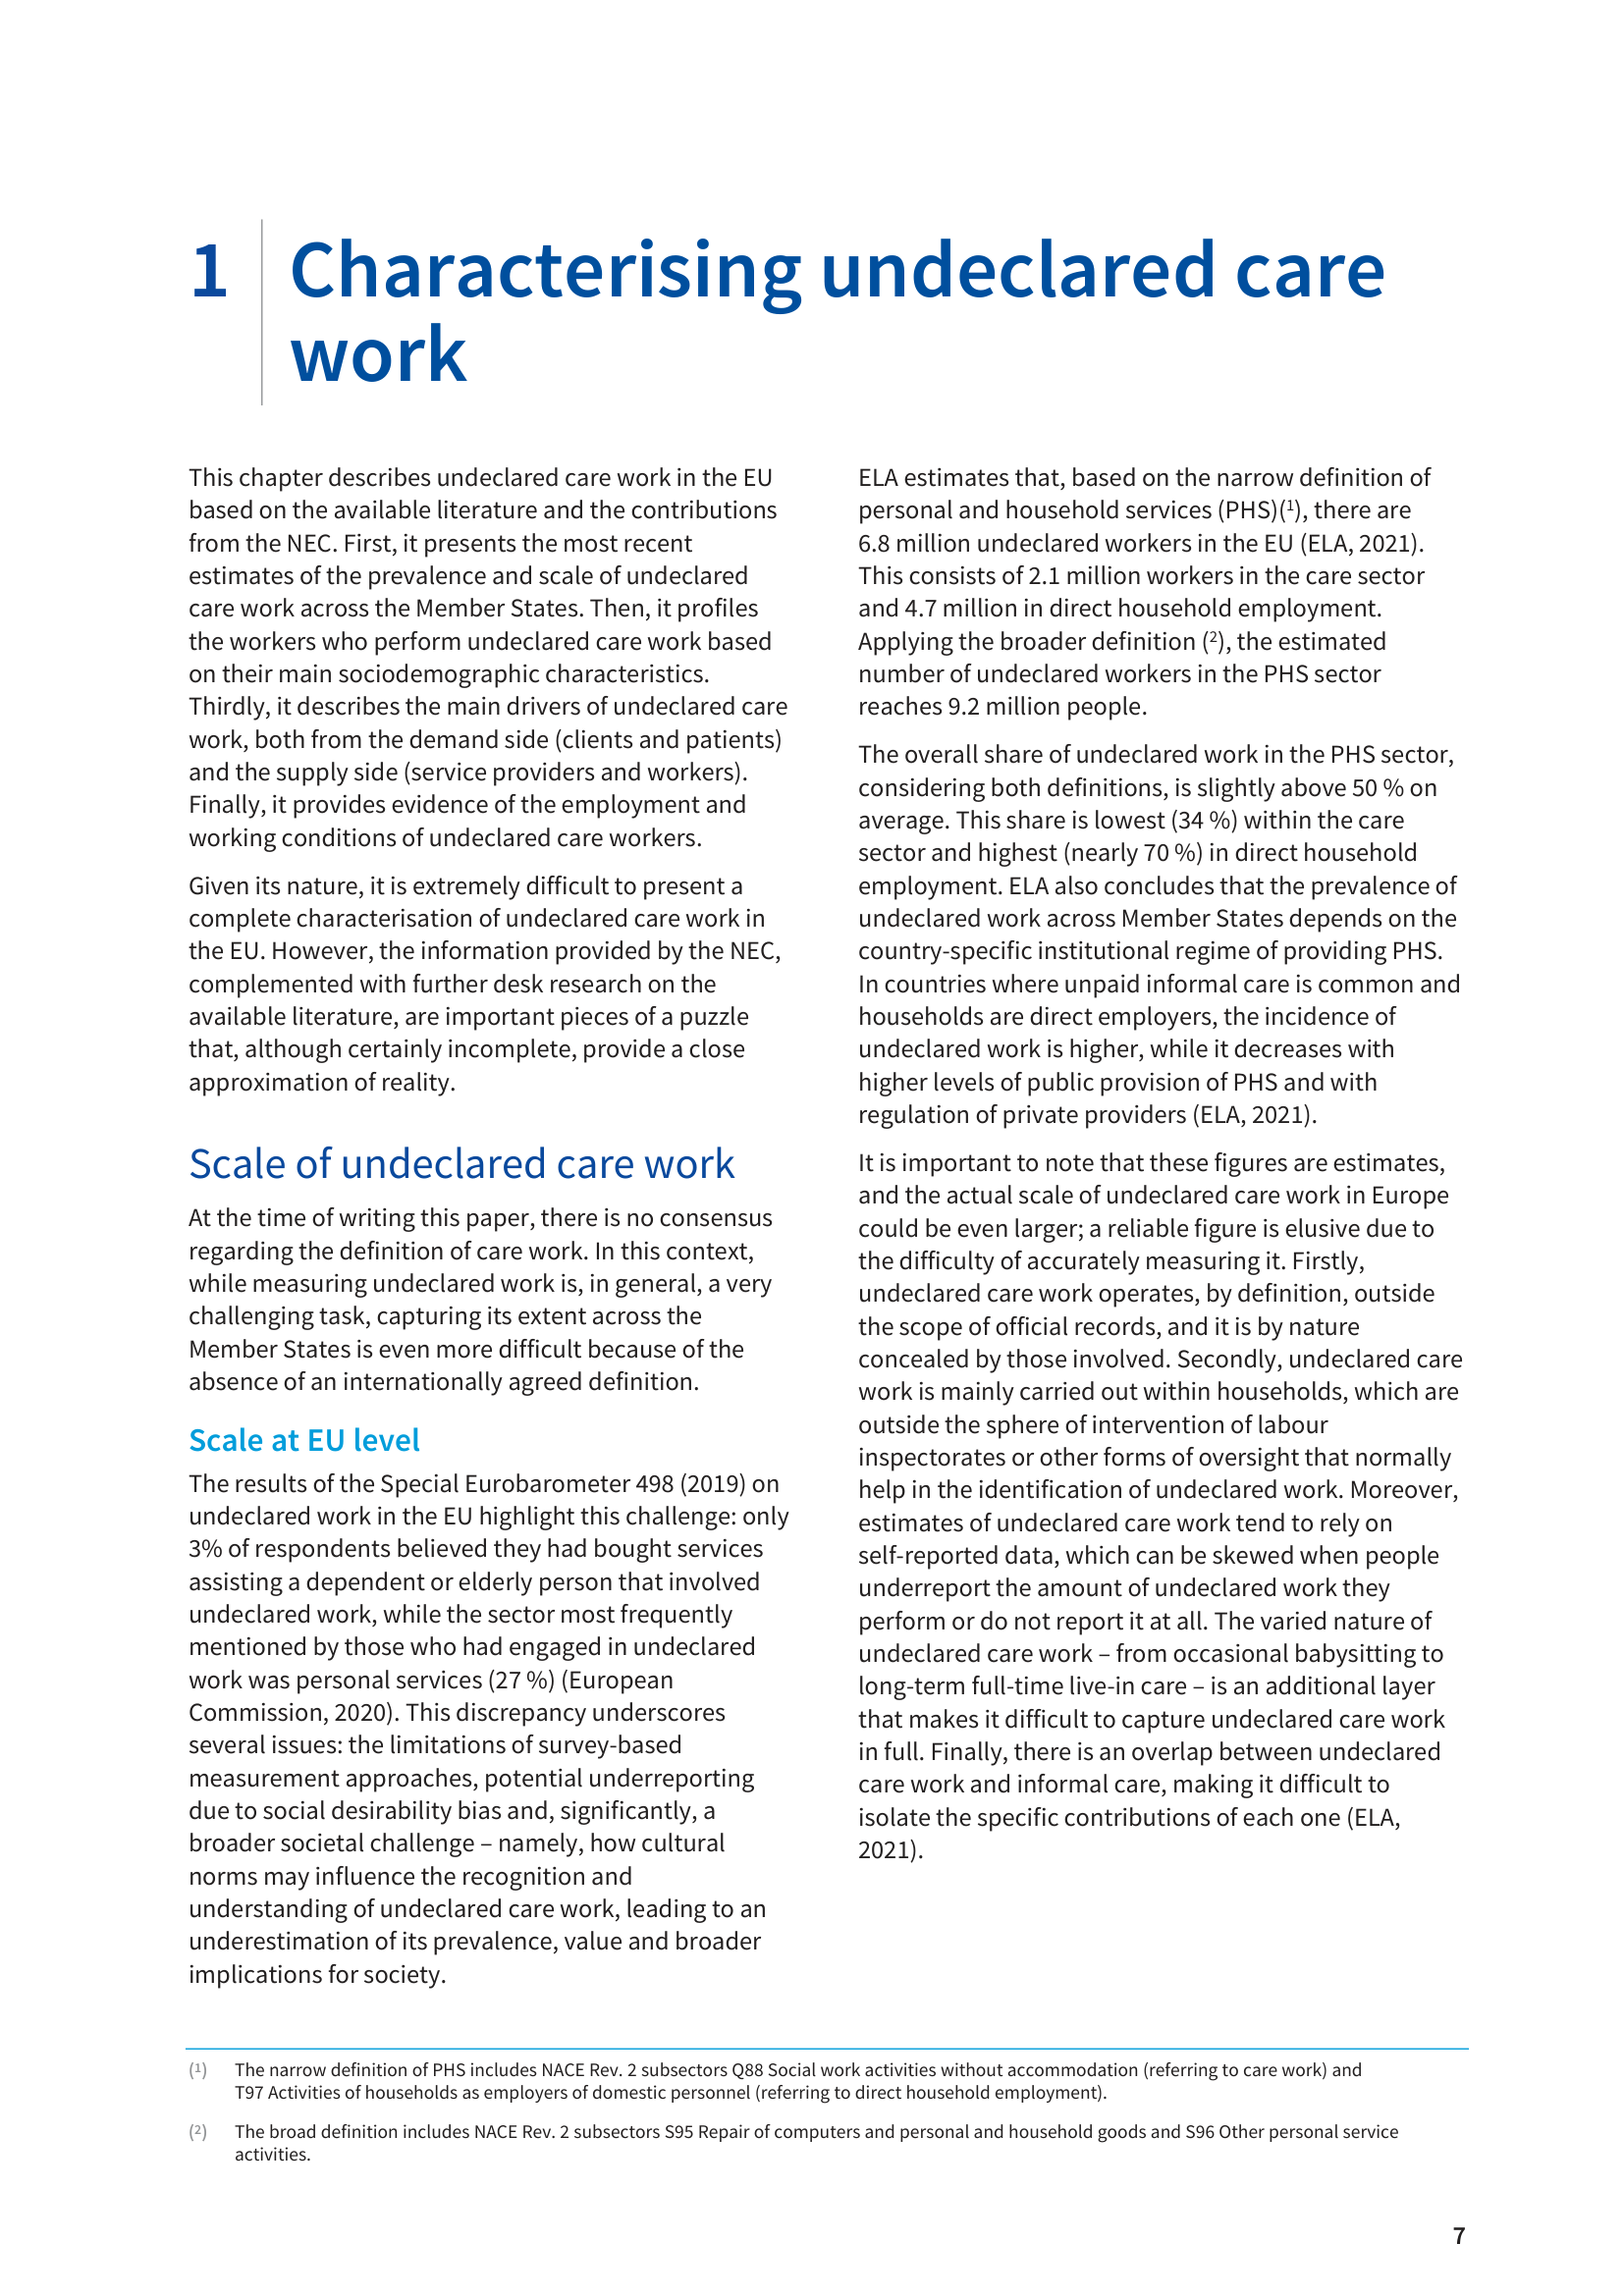 1
Characterising undeclared care
work
This chapter describes undeclared care work in the EU
based on the available literature and the contributions
from the NEC. First, it presents the most recent
estimates of the prevalence and scale of undeclared
care work across the Member States. Then, it profiles
the workers who perform undeclared care work based
on their main sociodemographic characteristics.
Thirdly, it describes the main drivers of undeclared care
work, both from the demand side (clients and patients)
and the supply side (service providers and workers).
Finally, it provides evidence of the employment and
working conditions of undeclared care workers.
Given its nature, it is extremely difficult to present a
complete characterisation of undeclared care work in
the EU. However, the information provided by the NEC,
complemented with further desk research on the
available literature, are important pieces of a puzzle
that, although certainly incomplete, provide a close
approximation of reality.
Scale of undeclared care work
At the time of writing this paper, there is no consensus
regarding the definition of care work. In this context,
while measuring undeclared work is, in general, a very
challenging task, capturing its extent across the
Member States is even more difficult because of the
absence of an internationally agreed definition.
Scale at EU level
The results of the Special Eurobarometer 498 (2019) on
undeclared work in the EU highlight this challenge: only
3% of respondents believed they had bought services
assisting a dependent or elderly person that involved
undeclared work, while the sector most frequently
mentioned by those who had engaged in undeclared
work was personal services (27 %) (European
Commission, 2020). This discrepancy underscores
several issues: the limitations of survey-based
measurement approaches, potential underreporting
due to social desirability bias and, significantly, a
broader societal challenge – namely, how cultural
norms may influence the recognition and
understanding of undeclared care work, leading to an
underestimation of its prevalence, value and broader
implications for society.
ELA estimates that, based on the narrow definition of
personal and household services (PHS)(¹), there are
6.8 million undeclared workers in the EU (ELA, 2021).
This consists of 2.1 million workers in the care sector
and 4.7 million in direct household employment.
Applying the broader definition (²), the estimated
number of undeclared workers in the PHS sector
reaches 9.2 million people.
The overall share of undeclared work in the PHS sector,
considering both definitions, is slightly above 50 % on
average. This share is lowest (34 %) within the care
sector and highest (nearly 70 %) in direct household
employment. ELA also concludes that the prevalence of
undeclared work across Member States depends on the
country-specific institutional regime of providing PHS.
In countries where unpaid informal care is common and
households are direct employers, the incidence of
undeclared work is higher, while it decreases with
higher levels of public provision of PHS and with
regulation of private providers (ELA, 2021).
It is important to note that these figures are estimates,
and the actual scale of undeclared care work in Europe
could be even larger; a reliable figure is elusive due to
the difficulty of accurately measuring it. Firstly,
undeclared care work operates, by definition, outside
the scope of official records, and it is by nature
concealed by those involved. Secondly, undeclared care
work is mainly carried out within households, which are
outside the sphere of intervention of labour
inspectorates or other forms of oversight that normally
help in the identification of undeclared work. Moreover,
estimates of undeclared care work tend to rely on
self-reported data, which can be skewed when people
underreport the amount of undeclared work they
perform or do not report it at all. The varied nature of
undeclared care work – from occasional babysitting to
long-term full-time live-in care – is an additional layer
that makes it difficult to capture undeclared care work
in full. Finally, there is an overlap between undeclared
care work and informal care, making it difficult to
isolate the specific contributions of each one (ELA,
2021).
(¹) The narrow definition of PHS includes NACE Rev. 2 subsectors Q88 Social work activities without accommodation (referring to care work) and
T97 Activities of households as employers of domestic personnel (referring to direct household employment).
(²) The broad definition includes NACE Rev. 2 subsectors S95 Repair of computers and personal and household goods and S96 Other personal service
activities.
7